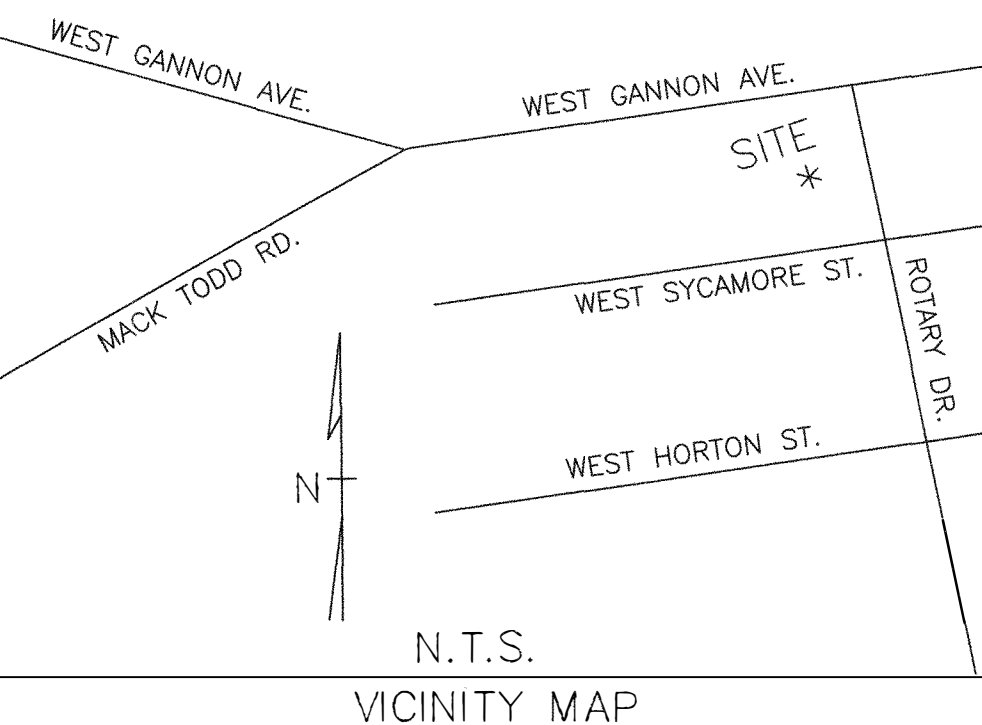 WEST GANNON AVE.
WEST GANNON AVE.
SITE
*
MACK TODD RD.
WEST SYCAMORE ST.
ROTARY DR.
WEST HORTON ST.
N
N.T.S.
VICINITY MAP